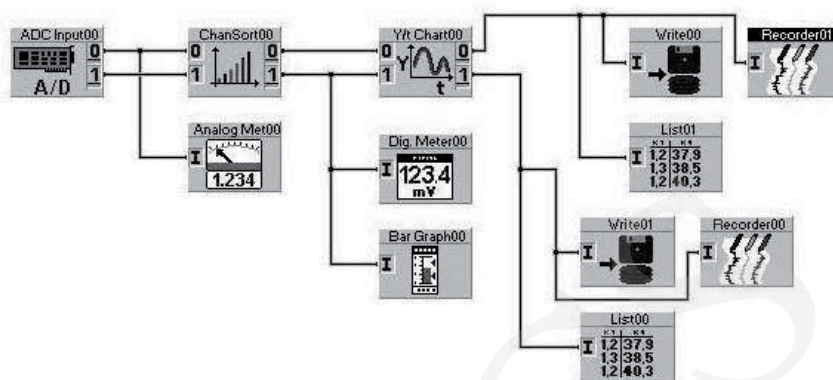 ADC Input00
0
1
A/D
ChanSort00
0 0
1 1
Y/t Chart00
0 0
1 1
Y
t
Write00
I
Recorder01
I
Analog Met00
I
1.234
Dig. Meter00
I
123.4
mV
List01
I
1,2 37,9
1,3 38,5
1,2 40,3
Bar Graph00
I
Write01
I
Recorder00
I
List00
I
1,2 37,9
1,3 38,5
1,2 40,3